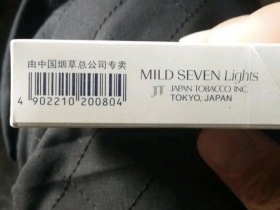 由中国烟草总公司专卖
4 902210 200804
MILD SEVEN Lights
JT JAPAN TOBACCO INC.
TOKYO, JAPAN